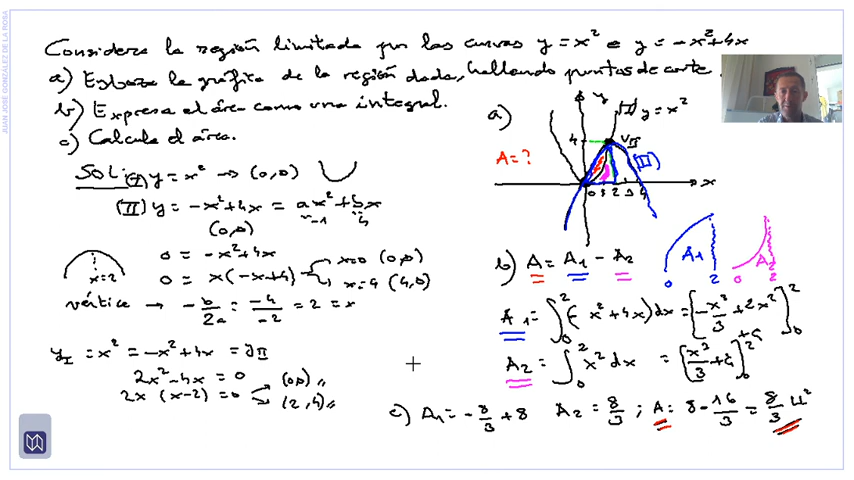 JUAN JOSÉ GONZÁLEZ DE LA ROSA
Considera la región limitada por las curvas y = x² e y = -x²+4x
a) Esboza la gráfica de la región dada, hallando puntos de corte.
b) Expresa el área como una integral.
c) Calcula el área.
SOL:
(I) y = x² → (0,0)
(II) y = -x²+4x = ax²+bx
-1 4
(0,0)
0 = -x²+4x
0 = x(-x+4) x=0 (0,0)
x=4 (4,0)
x=2
vértice → -b/2a = -4/-2 = 2 = x
y_I = x² = -x²+4x = y_II
2x²-4x = 0 (0,0)
2x (x-2) = 0 (2,4)
a)
A = ?
y
(I) y = x²
4
V_II
(II)
0 1 2 3 4
x
b) A = A1 - A2
A1
0 2
A2
0 2
A1 = ∫₀² (-x²+4x) dx = [-x³/3 + 2x²]₀²
A2 = ∫₀² x² dx = [x³/3 + C]₀²
c) A1 = -8/3 + 8 A2 = 8/3 ; A = 8 - 16/3 = 8/3 u²